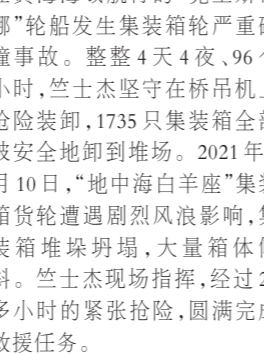 娜”轮船发生集装箱轮严重碰
撞事故。整整4天4夜、96个
小时，竺士杰坚守在桥吊机上
抢险装卸，1735只集装箱全部
被安全地卸到堆场。2021年
月10日，“地中海白羊座”集装
箱货轮遭遇剧烈风浪影响，集
装箱堆垛坍塌，大量箱体倾
斜。竺士杰现场指挥，经过2
多小时的紧张抢险，圆满完成
救援任务。